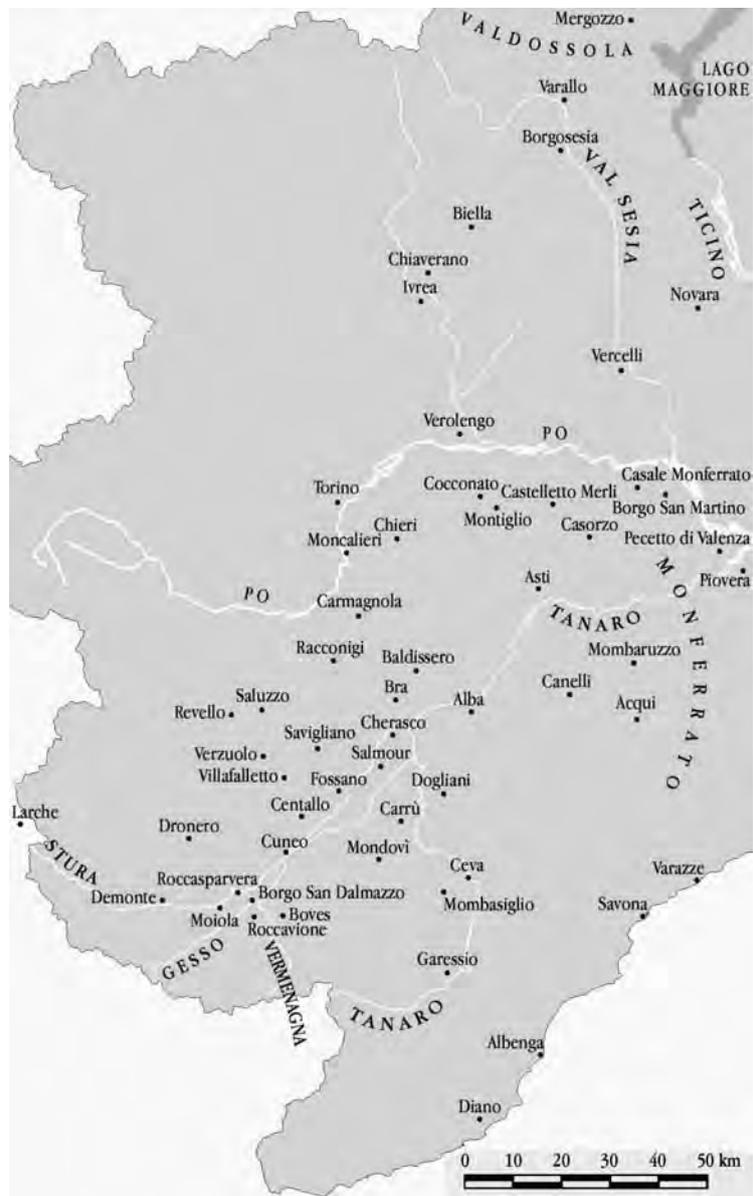 Mergozzo
VALDOSSOLA
LAGO
MAGGIORE
Varallo
Borgosesia
VAL SESIA
TICINO
Biella
Chiaverano
Ivrea
Novara
Vercelli
Verolengo
PO
Torino
Cocconato
Castelletto Merli
Casale Monferrato
Borgo San Martino
Montiglio
Chieri
Casorzo
Moncalieri
Pecetto di Valenza
Piovera
MONFERRATO
PO
Asti
TANARO
Carmagnola
Racconigi
Baldissero
Mombaruzzo
Canelli
Bra
Alba
Acqui
Saluzzo
Revello
Cherasco
Savigliano
Verzuolo
Salmour
Villafalletto
Fossano
Dogliani
Centallo
Carrù
Larche
Dronero
Cuneo
Mondovì
STURA
Ceva
Varazze
Roccasparvera
Demonte
Borgo San Dalmazzo
Mombasiglio
Savona
Moiola
Boves
Roccavione
GESSO
VERMENAGNA
Garessio
TANARO
Albenga
Diano
0 10 20 30 40 50 km